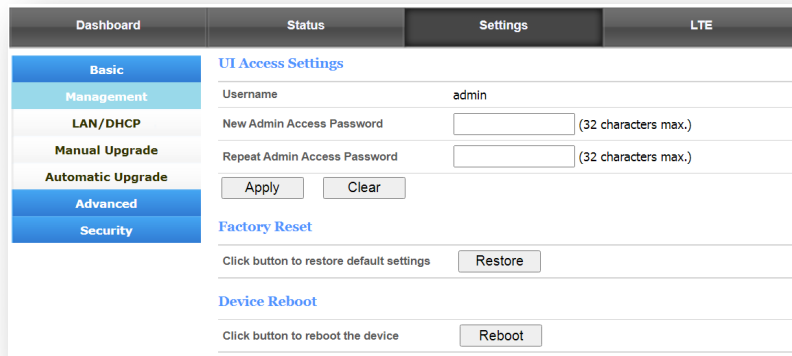 Dashboard Status Settings LTE
Basic
Management
LAN/DHCP
Manual Upgrade
Automatic Upgrade
Advanced
Security
UI Access Settings
Username admin
New Admin Access Password (32 characters max.)
Repeat Admin Access Password (32 characters max.)
Apply Clear
Factory Reset
Click button to restore default settings Restore
Device Reboot
Click button to reboot the device Reboot